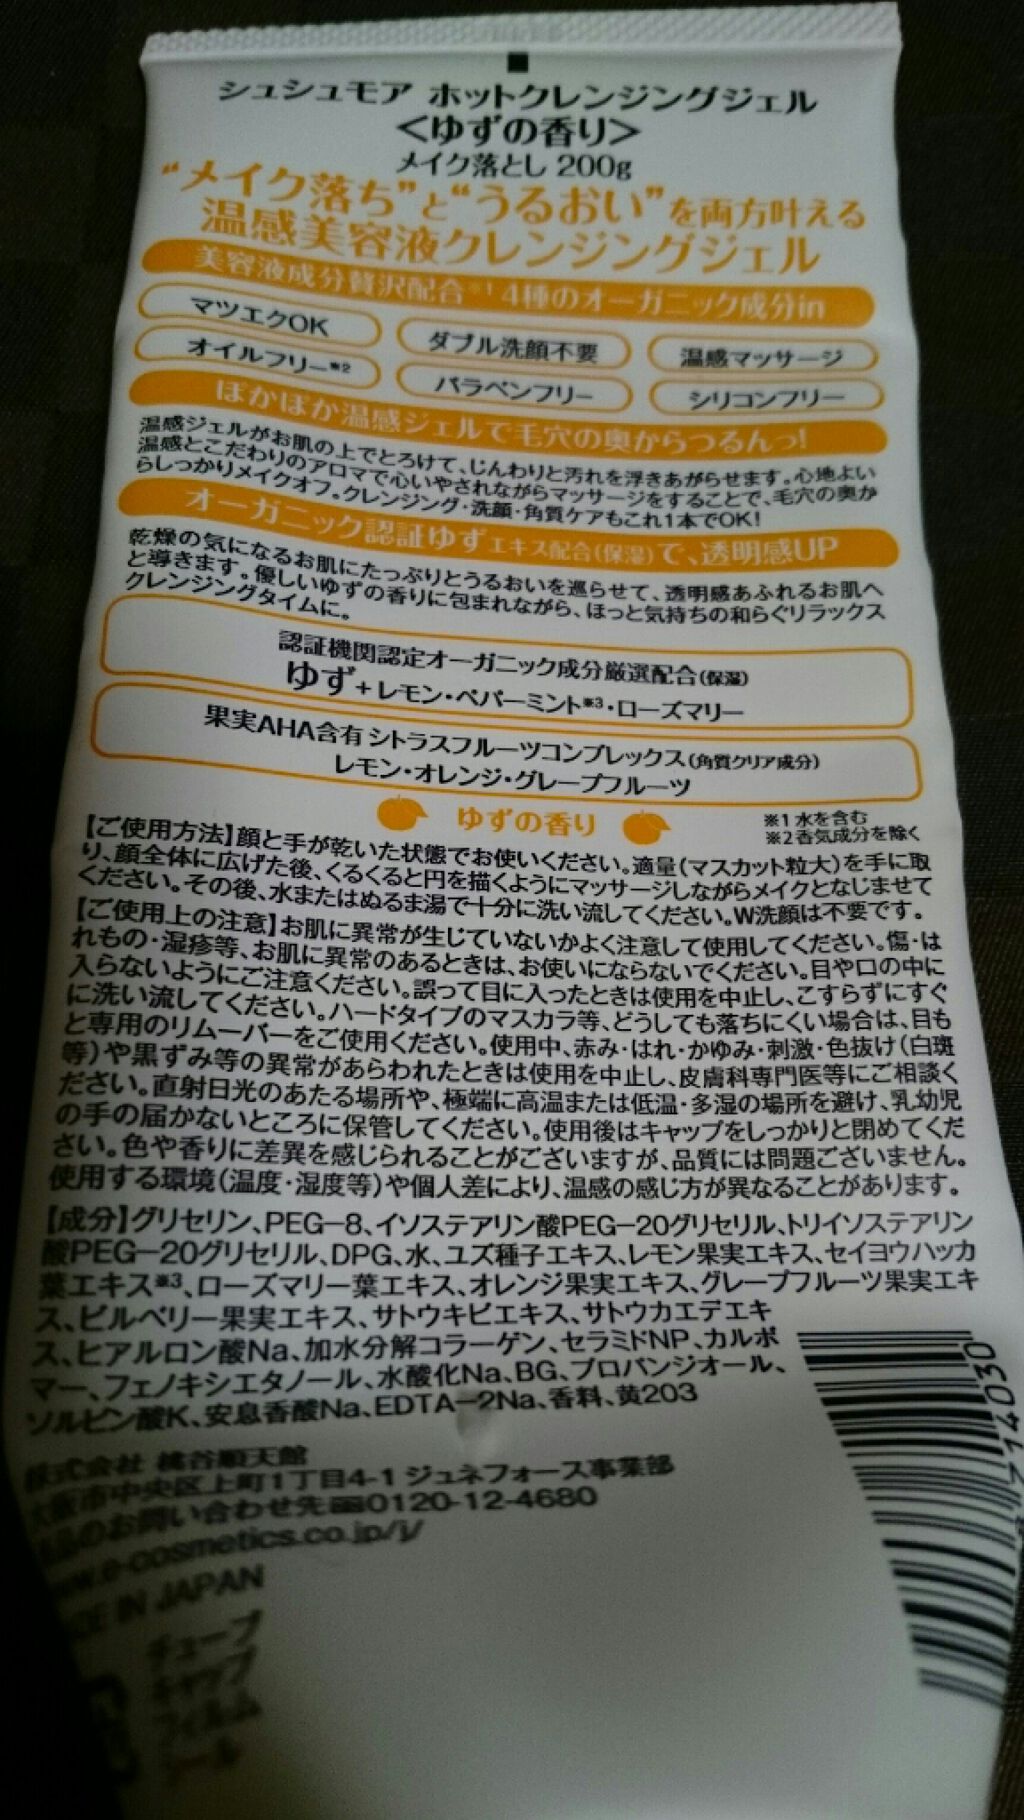 シュシュモア ホットクレンジングジェル
＜ゆずの香り＞
メイク落とし 200g
“メイク落ち”と“うるおい”を両方叶える
温感美容液クレンジングジェル
美容液成分贅沢配合※1 4種のオーガニック成分in
マツエクOK
ダブル洗顔不要
温感マッサージ
オイルフリー※2
パラベンフリー
シリコンフリー
ぽかぽか温感ジェルで毛穴の奥からつるんっ!
温感ジェルがお肌の上でとろけて、じんわりと汚れを浮きあがらせます。心地よい
温感とこだわりのアロマで心いやされながらマッサージをすることで、毛穴の奥か
らしっかりメイクオフ。クレンジング・洗顔・角質ケアもこれ1本でOK!
オーガニック認証ゆずエキス配合(保湿)で、透明感UP
乾燥の気になるお肌にたっぷりとうるおいを巡らせて、透明感あふれるお肌へ
と導きます。優しいゆずの香りに包まれながら、ほっと気持ちの和らぐリラックス
クレンジングタイムに。
認証機関認定オーガニック成分厳選配合(保湿)
ゆず+レモン・ペパーミント※3・ローズマリー
果実AHA含有 シトラスフルーツコンプレックス(角質クリア成分)
レモン・オレンジ・グレープフルーツ
ゆずの香り
※1 水を含む
※2 香気成分を除く
【ご使用方法】顔と手が乾いた状態でお使いください。適量(マスカット粒大)を手に取
り、顔全体に広げた後、くるくると円を描くようにマッサージしながらメイクとなじませて
ください。その後、水またはぬるま湯で十分に洗い流してください。W洗顔は不要です。
【ご使用上の注意】お肌に異常が生じていないかよく注意して使用してください。傷・は
れもの・湿疹等、お肌に異常のあるときは、お使いにならないでください。目や口の中に
入らないようにご注意ください。誤って目に入ったときは使用を中止し、こすらずにすぐ
に洗い流してください。ハードタイプのマスカラ等、どうしても落ちにくい場合は、目も
と専用のリムーバーをご使用ください。使用中、赤み・はれ・かゆみ・刺激・色抜け(白斑
等)や黒ずみ等の異常があらわれたときは使用を中止し、皮膚科専門医等にご相談く
ださい。直射日光のあたる場所や、極端に高温または低温・多湿の場所を避け、乳幼児
の手の届かないところに保管してください。使用後はキャップをしっかりと閉めてくだ
さい。色や香りに差異を感じられることがございますが、品質には問題ございません。
使用する環境(温度・湿度等)や個人差により、温感の感じ方が異なることがあります。
【成分】グリセリン、PEG-8、イソステアリン酸PEG-20グリセリル、トリイソステアリン
酸PEG-20グリセリル、DPG、水、ユズ種子エキス、レモン果実エキス、セイヨウハッカ
葉エキス※3、ローズマリー葉エキス、オレンジ果実エキス、グレープフルーツ果実エキ
ス、ビルベリー果実エキス、サトウキビエキス、サトウカエデエキ
ス、ヒアルロン酸Na、加水分解コラーゲン、セラミドNP、カルボ
マー、フェノキシエタノール、水酸化Na、BG、プロパンジオール、
ソルビン酸K、安息香酸Na、EDTA-2Na、香料、黄203
株式会社 桃谷順天館
大阪市中央区上町1丁目4-1 ジュネフォース事業部
品のお問い合わせ先 0120-12-4680
w.e-cosmetics.co.jp/j/
DE IN JAPAN
チューブ
キャップ
フィルム
シール